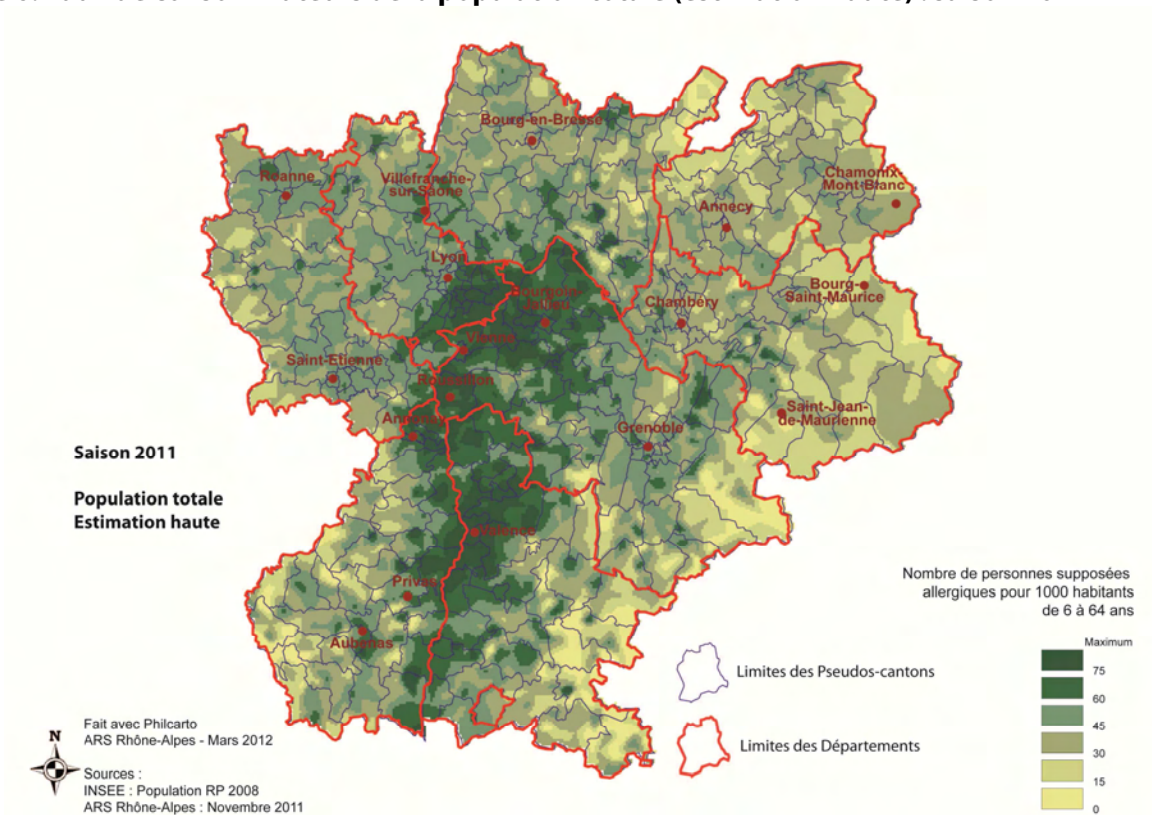 Bourg-en-Bresse
Roanne
Villefranche-
sur-Saône
Chamonix-
Mont-Blanc
Annecy
Lyon
Bourgoin-
Jallieu
Chambéry
Bourg-
Saint-Maurice
Vienne
Saint-Etienne
Roussillon
Annonay
Grenoble
Saint-Jean-
de-Maurienne
Saison 2011
Population totale
Estimation haute
Valence
Privas
Aubenas
Nombre de personnes supposées
allergiques pour 1000 habitants
de 6 à 64 ans
Maximum
75
60
45
30
15
0
Limites des Pseudos-cantons
Limites des Départements
N
Fait avec Philcarto
ARS Rhône-Alpes - Mars 2012
Sources :
INSEE : Population RP 2008
ARS Rhône-Alpes : Novembre 2011